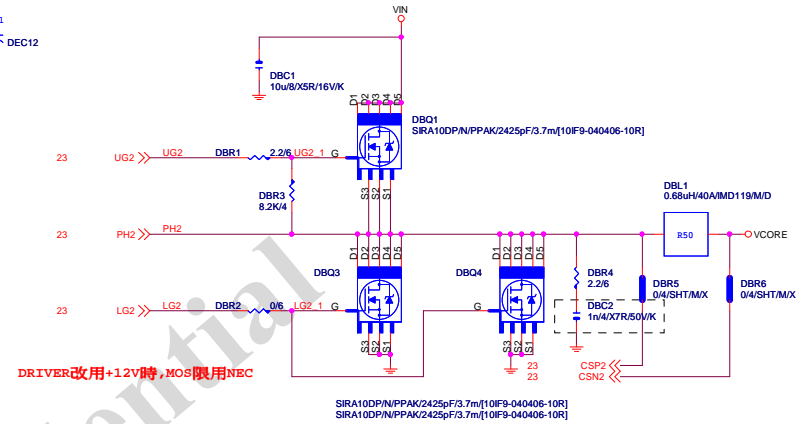 VIN
DEC12
DBC1
10u/8/X5R/16V/K
D1
D2
D3
D4
D5
DBQ1
SIRA10DP/N/PPAK/2425pF/3.7m/[10IF9-040406-10R]
23
UG2
UG2
DBR1
2.2/6
UG2_1
G
S3
S2
S1
DBR3
8.2K/4
DBL1
0.68uH/40A/IMD119/M/D
R50
VCORE
23
PH2
PH2
D1
D2
D3
D4
D5
D1
D2
D3
D4
D5
DBQ3
DBQ4
DBR4
2.2/6
DBR5
0/4/SHT/M/X
DBR6
0/4/SHT/M/X
23
LG2
LG2
DBR2
0/6
LG2_1
G
G
DBC2
1n/4/X7R/50V/K
S3
S2
S1
S3
S2
S1
23
CSP2
23
CSN2
DRIVER改用+12V時,MOS限用NEC
SIRA10DP/N/PPAK/2425pF/3.7m/[10IF9-040406-10R]
SIRA10DP/N/PPAK/2425pF/3.7m/[10IF9-040406-10R]
ential